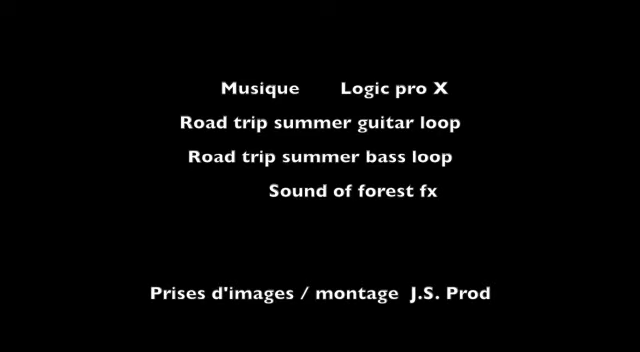 Musique Logic pro X
Road trip summer guitar loop
Road trip summer bass loop
Sound of forest fx
Prises d'images / montage J.S. Prod